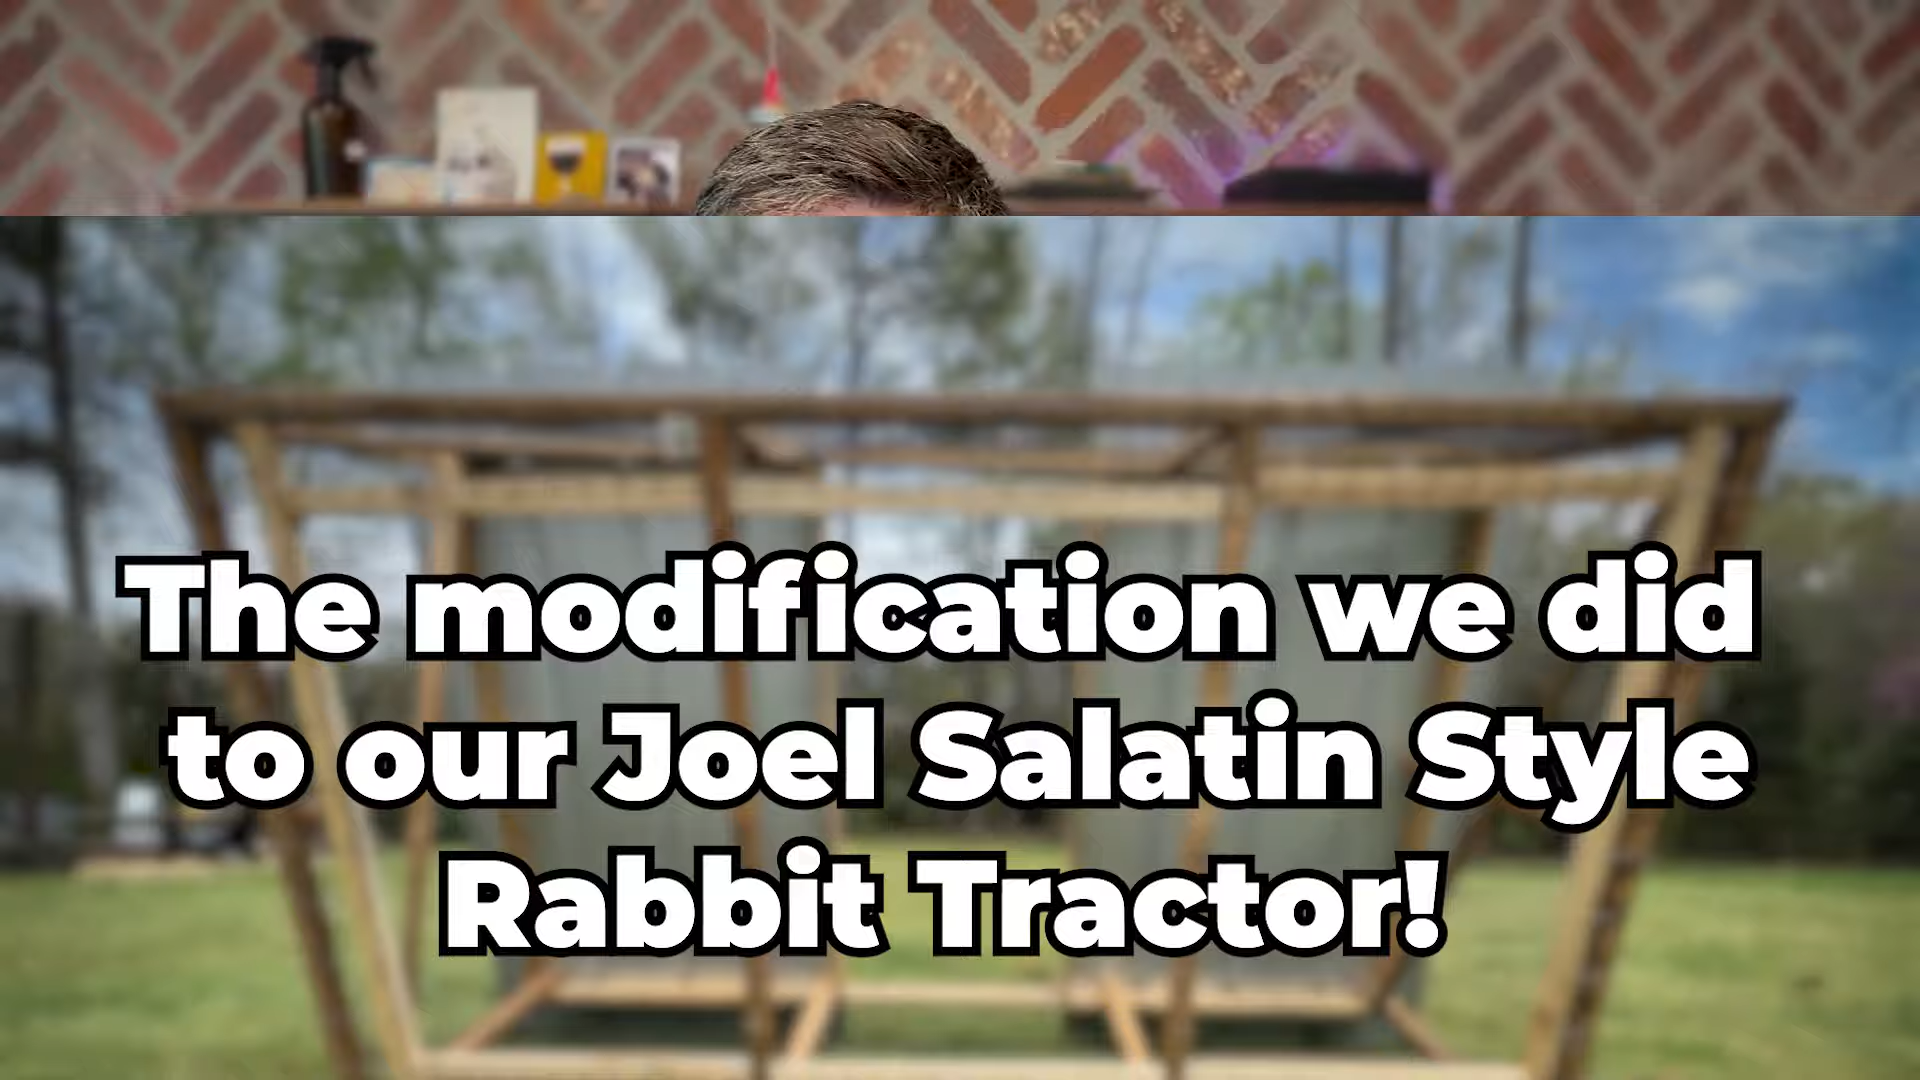 The modification we did
to our Joel Salatin Style
Rabbit Tractor!